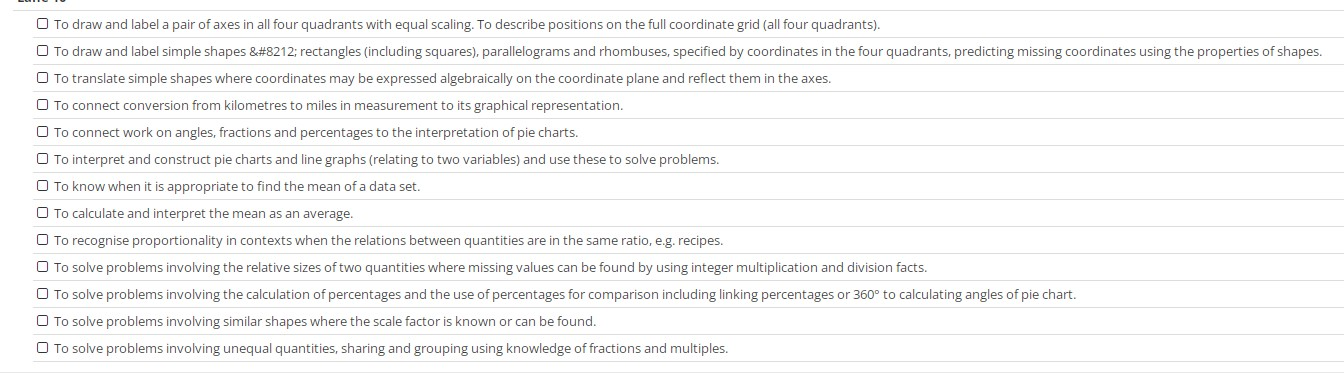 To draw and label a pair of axes in all four quadrants with equal scaling. To describe positions on the full coordinate grid (all four quadrants).
To draw and label simple shapes &#8212; rectangles (including squares), parallelograms and rhombuses, specified by coordinates in the four quadrants, predicting missing coordinates using the properties of shapes.
To translate simple shapes where coordinates may be expressed algebraically on the coordinate plane and reflect them in the axes.
To connect conversion from kilometres to miles in measurement to its graphical representation.
To connect work on angles, fractions and percentages to the interpretation of pie charts.
To interpret and construct pie charts and line graphs (relating to two variables) and use these to solve problems.
To know when it is appropriate to find the mean of a data set.
To calculate and interpret the mean as an average.
To recognise proportionality in contexts when the relations between quantities are in the same ratio, e.g. recipes.
To solve problems involving the relative sizes of two quantities where missing values can be found by using integer multiplication and division facts.
To solve problems involving the calculation of percentages and the use of percentages for comparison including linking percentages or 360° to calculating angles of pie chart.
To solve problems involving similar shapes where the scale factor is known or can be found.
To solve problems involving unequal quantities, sharing and grouping using knowledge of fractions and multiples.